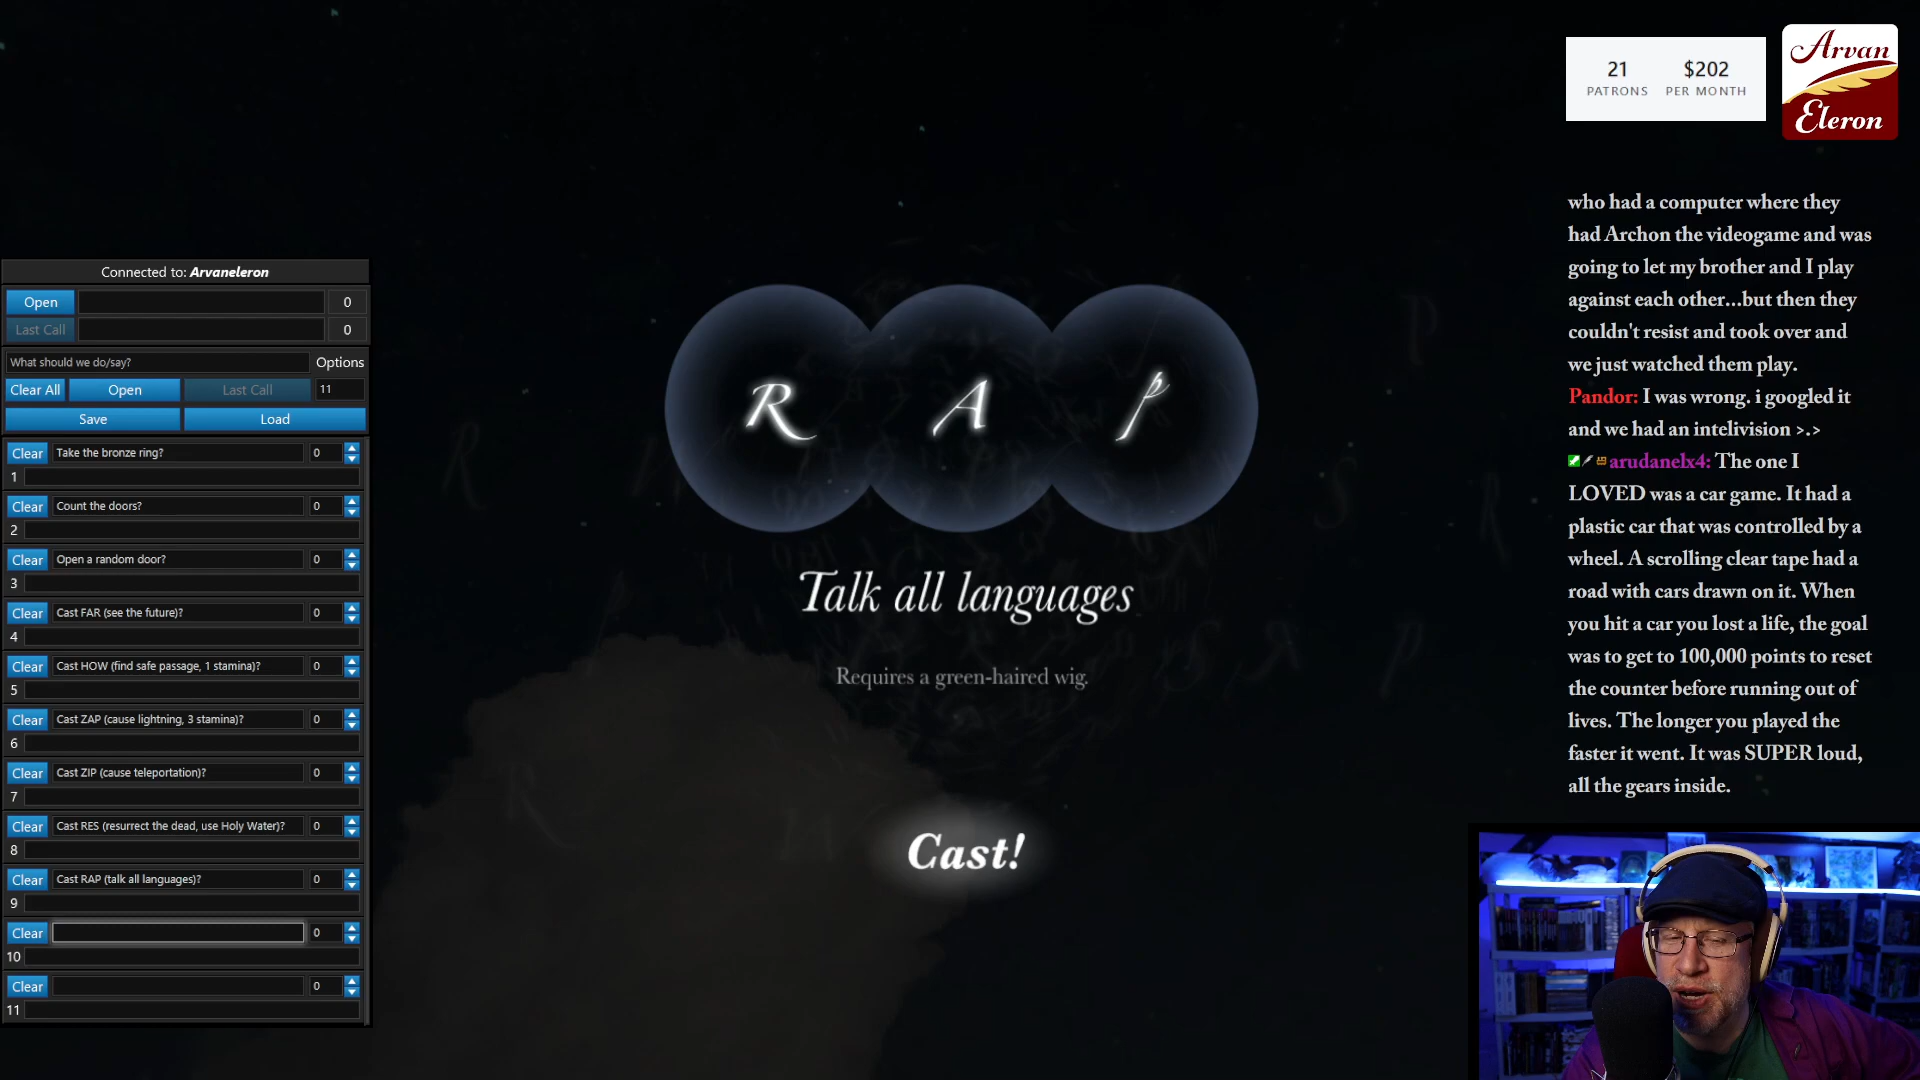 21
PATRONS
$202
PER MONTH
Arvan
Eleron
who had a computer where they
had Archon the videogame and was
going to let my brother and I play
against each other...but then they
couldn't resist and took over and
we just watched them play.
Pandor: I was wrong. i googled it
and we had an intelivision >.>
arudanelx4: The one I
LOVED was a car game. It had a
plastic car that was controlled by a
wheel. A scrolling clear tape had a
road with cars drawn on it. When
you hit a car you lost a life, the goal
was to get to 100,000 points to reset
the counter before running out of
lives. The longer you played the
faster it went. It was SUPER loud,
all the gears inside.
Connected to: Arvaneleron
Open 0
Last Call 0
What should we do/say? Options
Clear All Open Last Call 11
Save Load
Clear Take the bronze ring? 0
1
Clear Count the doors? 0
2
Clear Open a random door? 0
3
Clear Cast FAR (see the future)? 0
4
Clear Cast HOW (find safe passage, 1 stamina)? 0
5
Clear Cast ZAP (cause lightning, 3 stamina)? 0
6
Clear Cast ZIP (cause teleportation)? 0
7
Clear Cast RES (resurrect the dead, use Holy Water)? 0
8
Clear Cast RAP (talk all languages)? 0
9
Clear 0
10
Clear 0
11
R A P
Talk all languages
Requires a green-haired wig.
Cast!